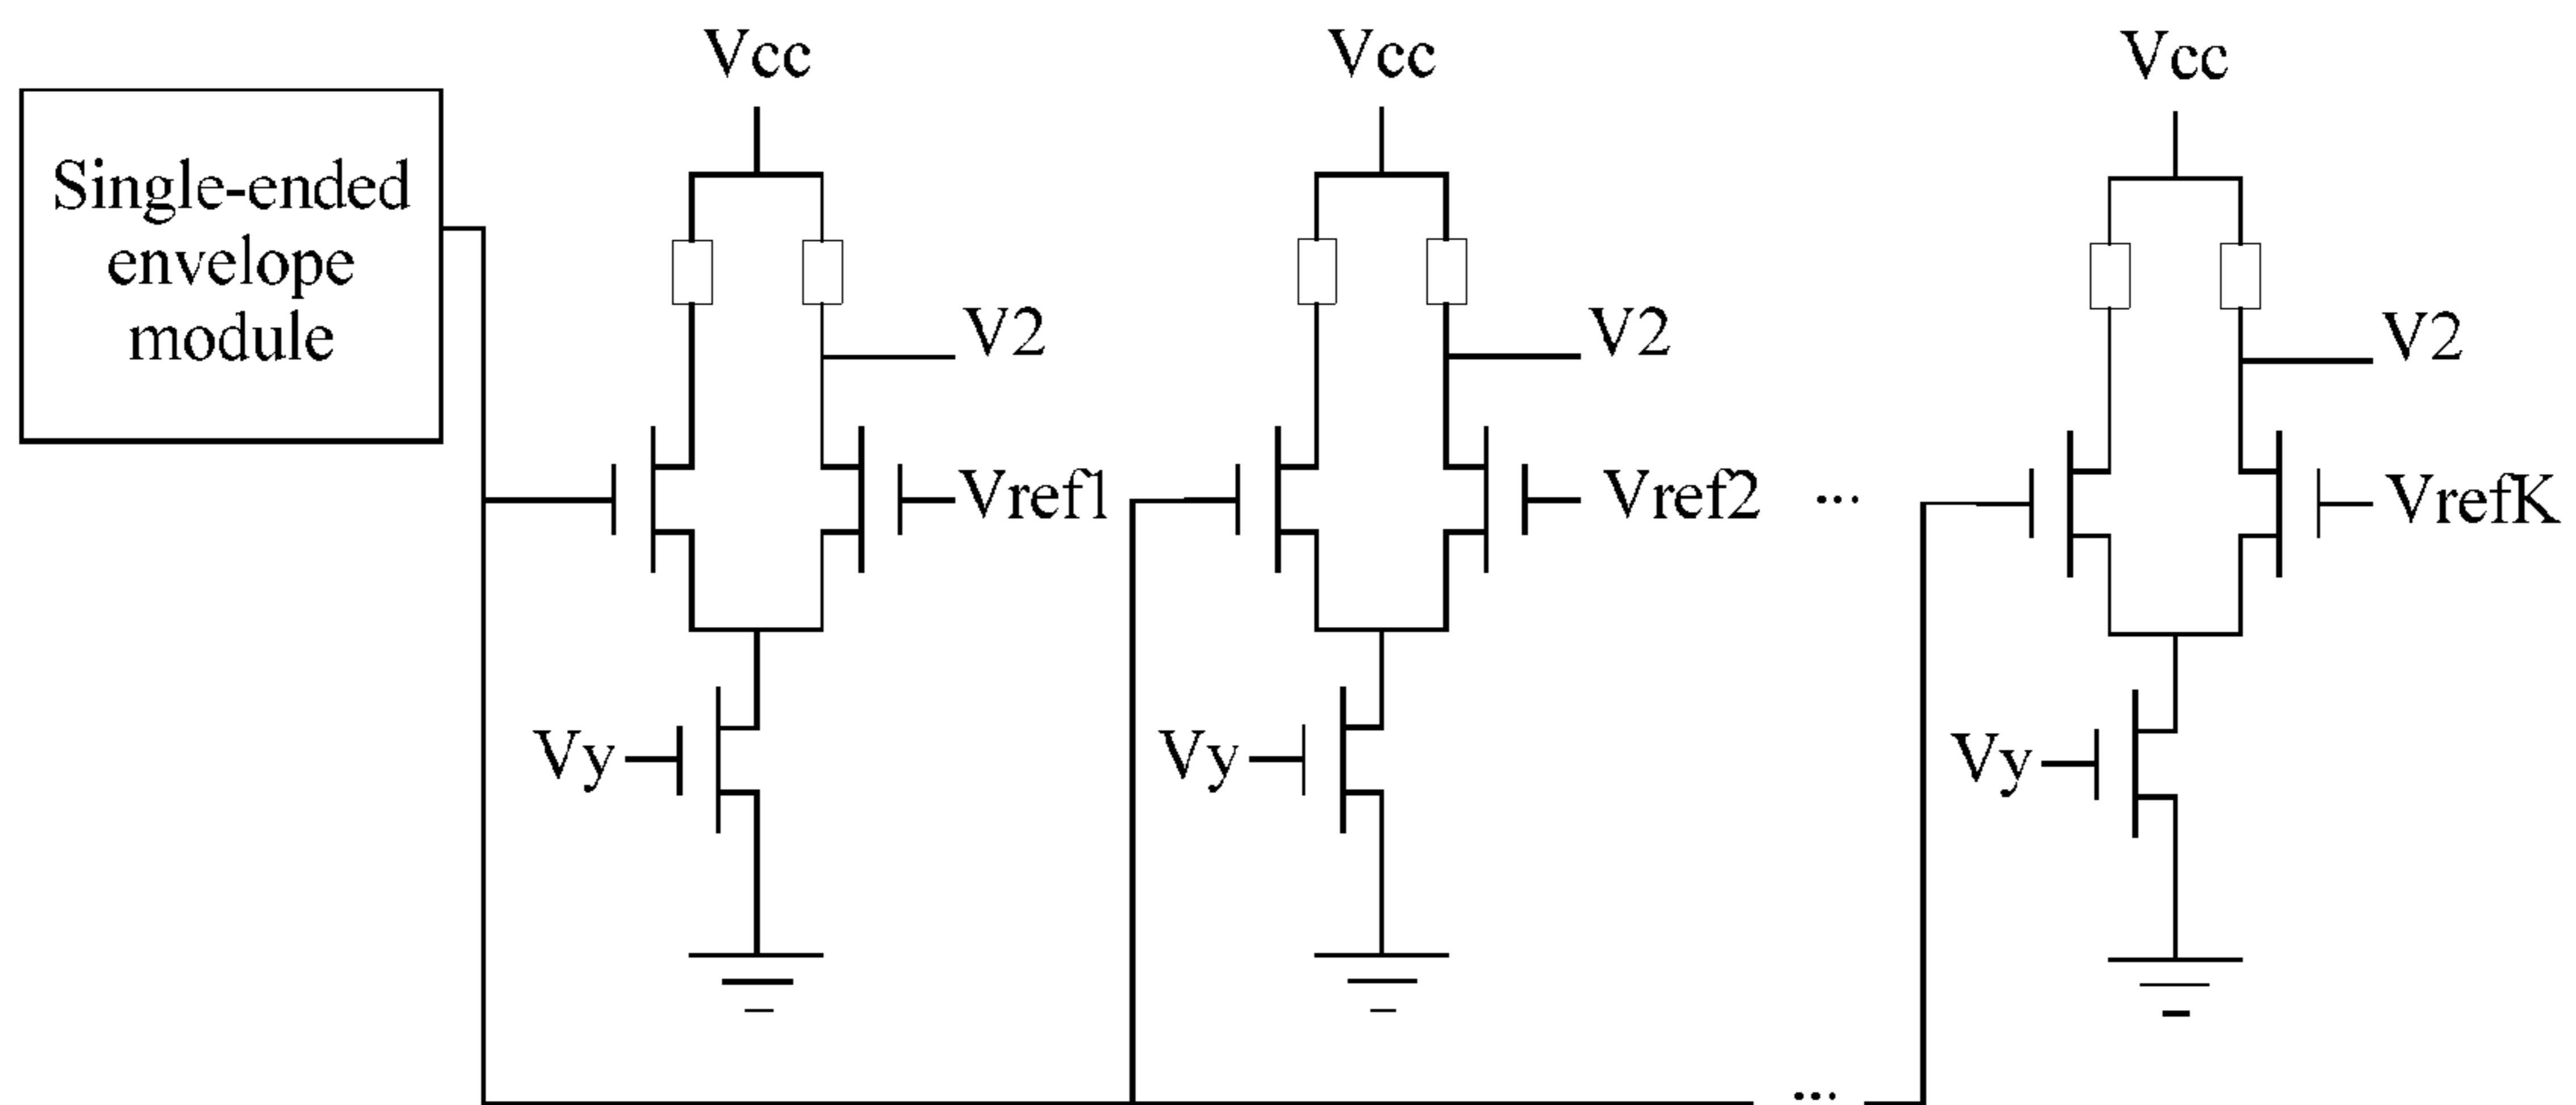 Vcc
Vcc
Vcc
Single-ended
envelope
module
V2
V2
V2
Vref1
Vref2
...
VrefK
Vy
Vy
Vy
...